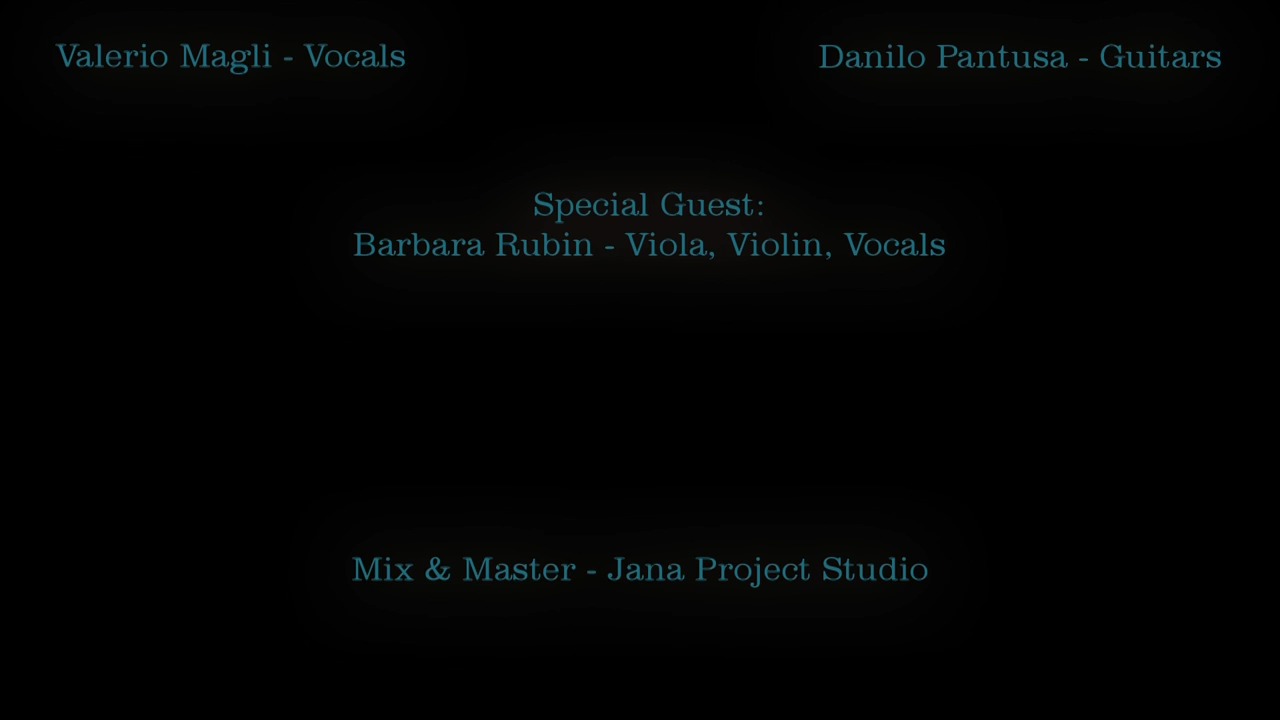 Valerio Magli - Vocals
Danilo Pantusa - Guitars
Special Guest:
Barbara Rubin - Viola, Violin, Vocals
Mix & Master - Jana Project Studio